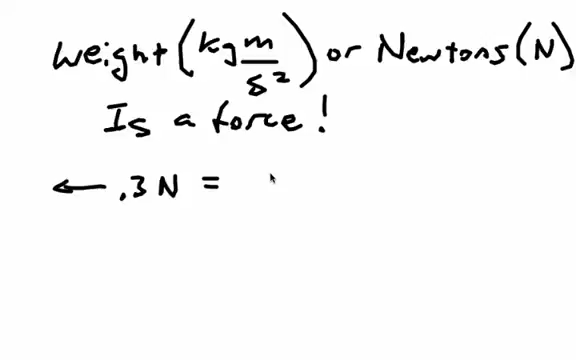 Weight (kg m/s²) or Newtons (N)
Is a force!
← .3 N =